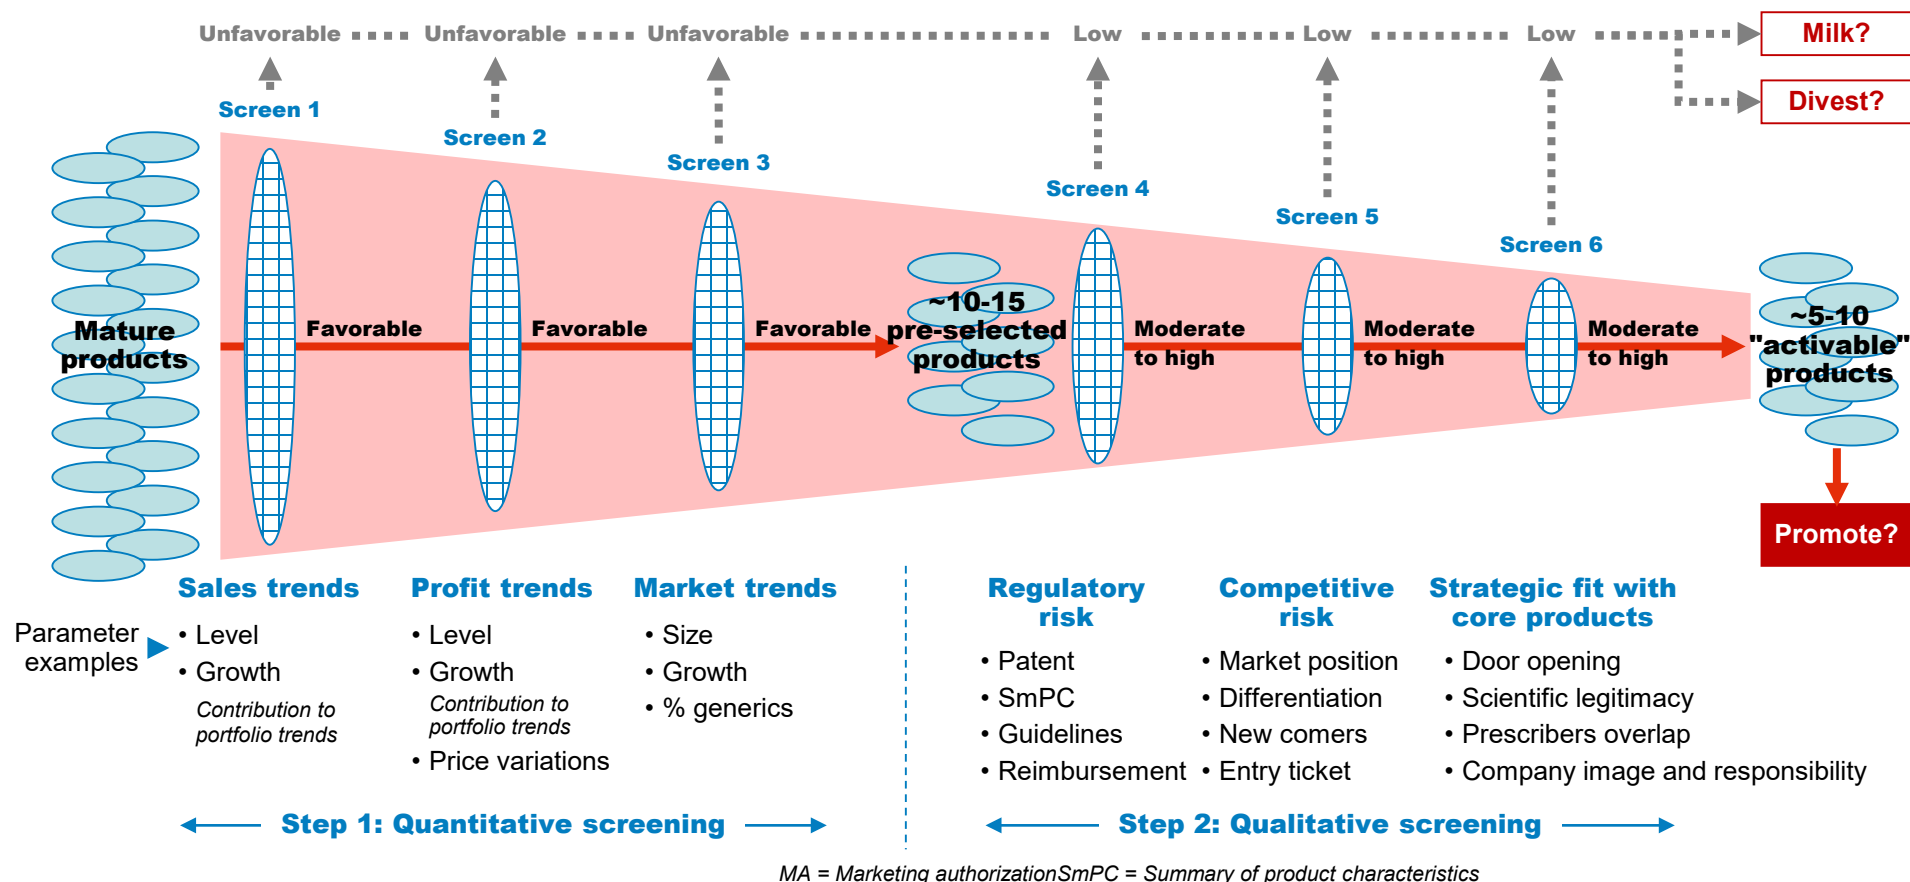 Unfavorable
Unfavorable
Unfavorable
Low
Low
Low
Milk?
Divest?
Screen 1
Screen 2
Screen 3
Screen 4
Screen 5
Screen 6
Mature
products
Favorable
Favorable
Favorable
~10-15
pre-selected
products
Moderate
to high
Moderate
to high
Moderate
to high
~5-10
"activable"
products
Promote?
Parameter
examples
Sales trends
• Level
• Growth
Contribution to
portfolio trends
Profit trends
• Level
• Growth
Contribution to
portfolio trends
• Price variations
Market trends
• Size
• Growth
• % generics
Regulatory
risk
• Patent
• SmPC
• Guidelines
• Reimbursement
Competitive
risk
• Market position
• Differentiation
• New comers
• Entry ticket
Strategic fit with
core products
• Door opening
• Scientific legitimacy
• Prescribers overlap
• Company image and responsibility
Step 1: Quantitative screening
Step 2: Qualitative screening
MA = Marketing authorizationSmPC = Summary of product characteristics